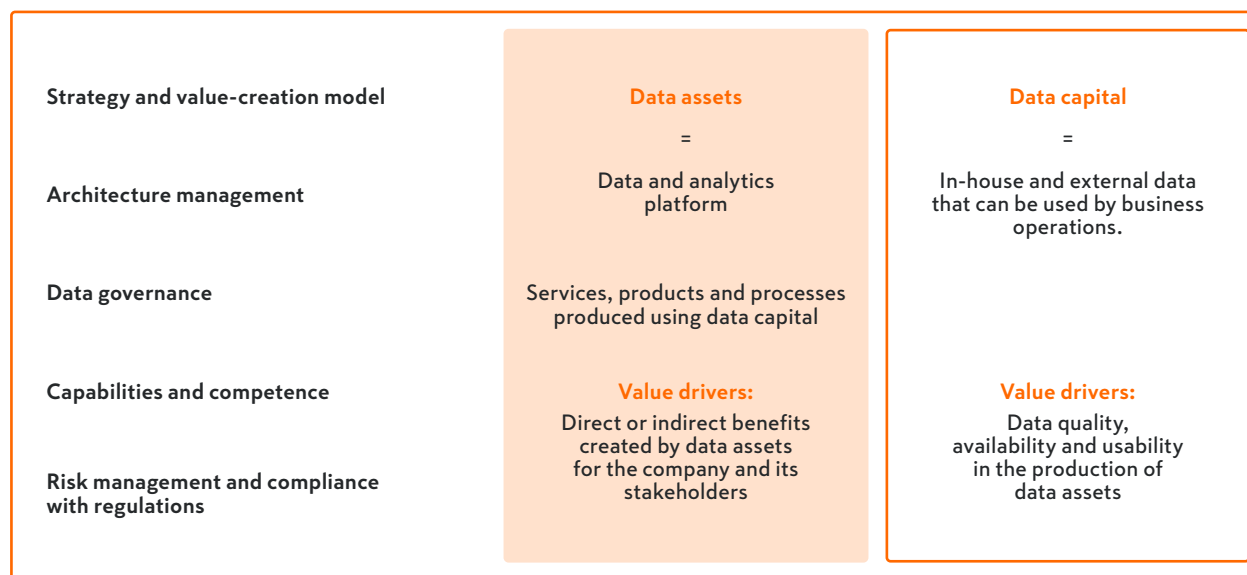 Strategy and value-creation model
Architecture management
Data governance
Capabilities and competence
Risk management and compliance
with regulations
Data assets
=
Data and analytics
platform
Services, products and processes
produced using data capital
Value drivers:
Direct or indirect benefits
created by data assets
for the company and its
stakeholders
Data capital
=
In-house and external data
that can be used by business
operations.
Value drivers:
Data quality,
availability and usability
in the production of
data assets